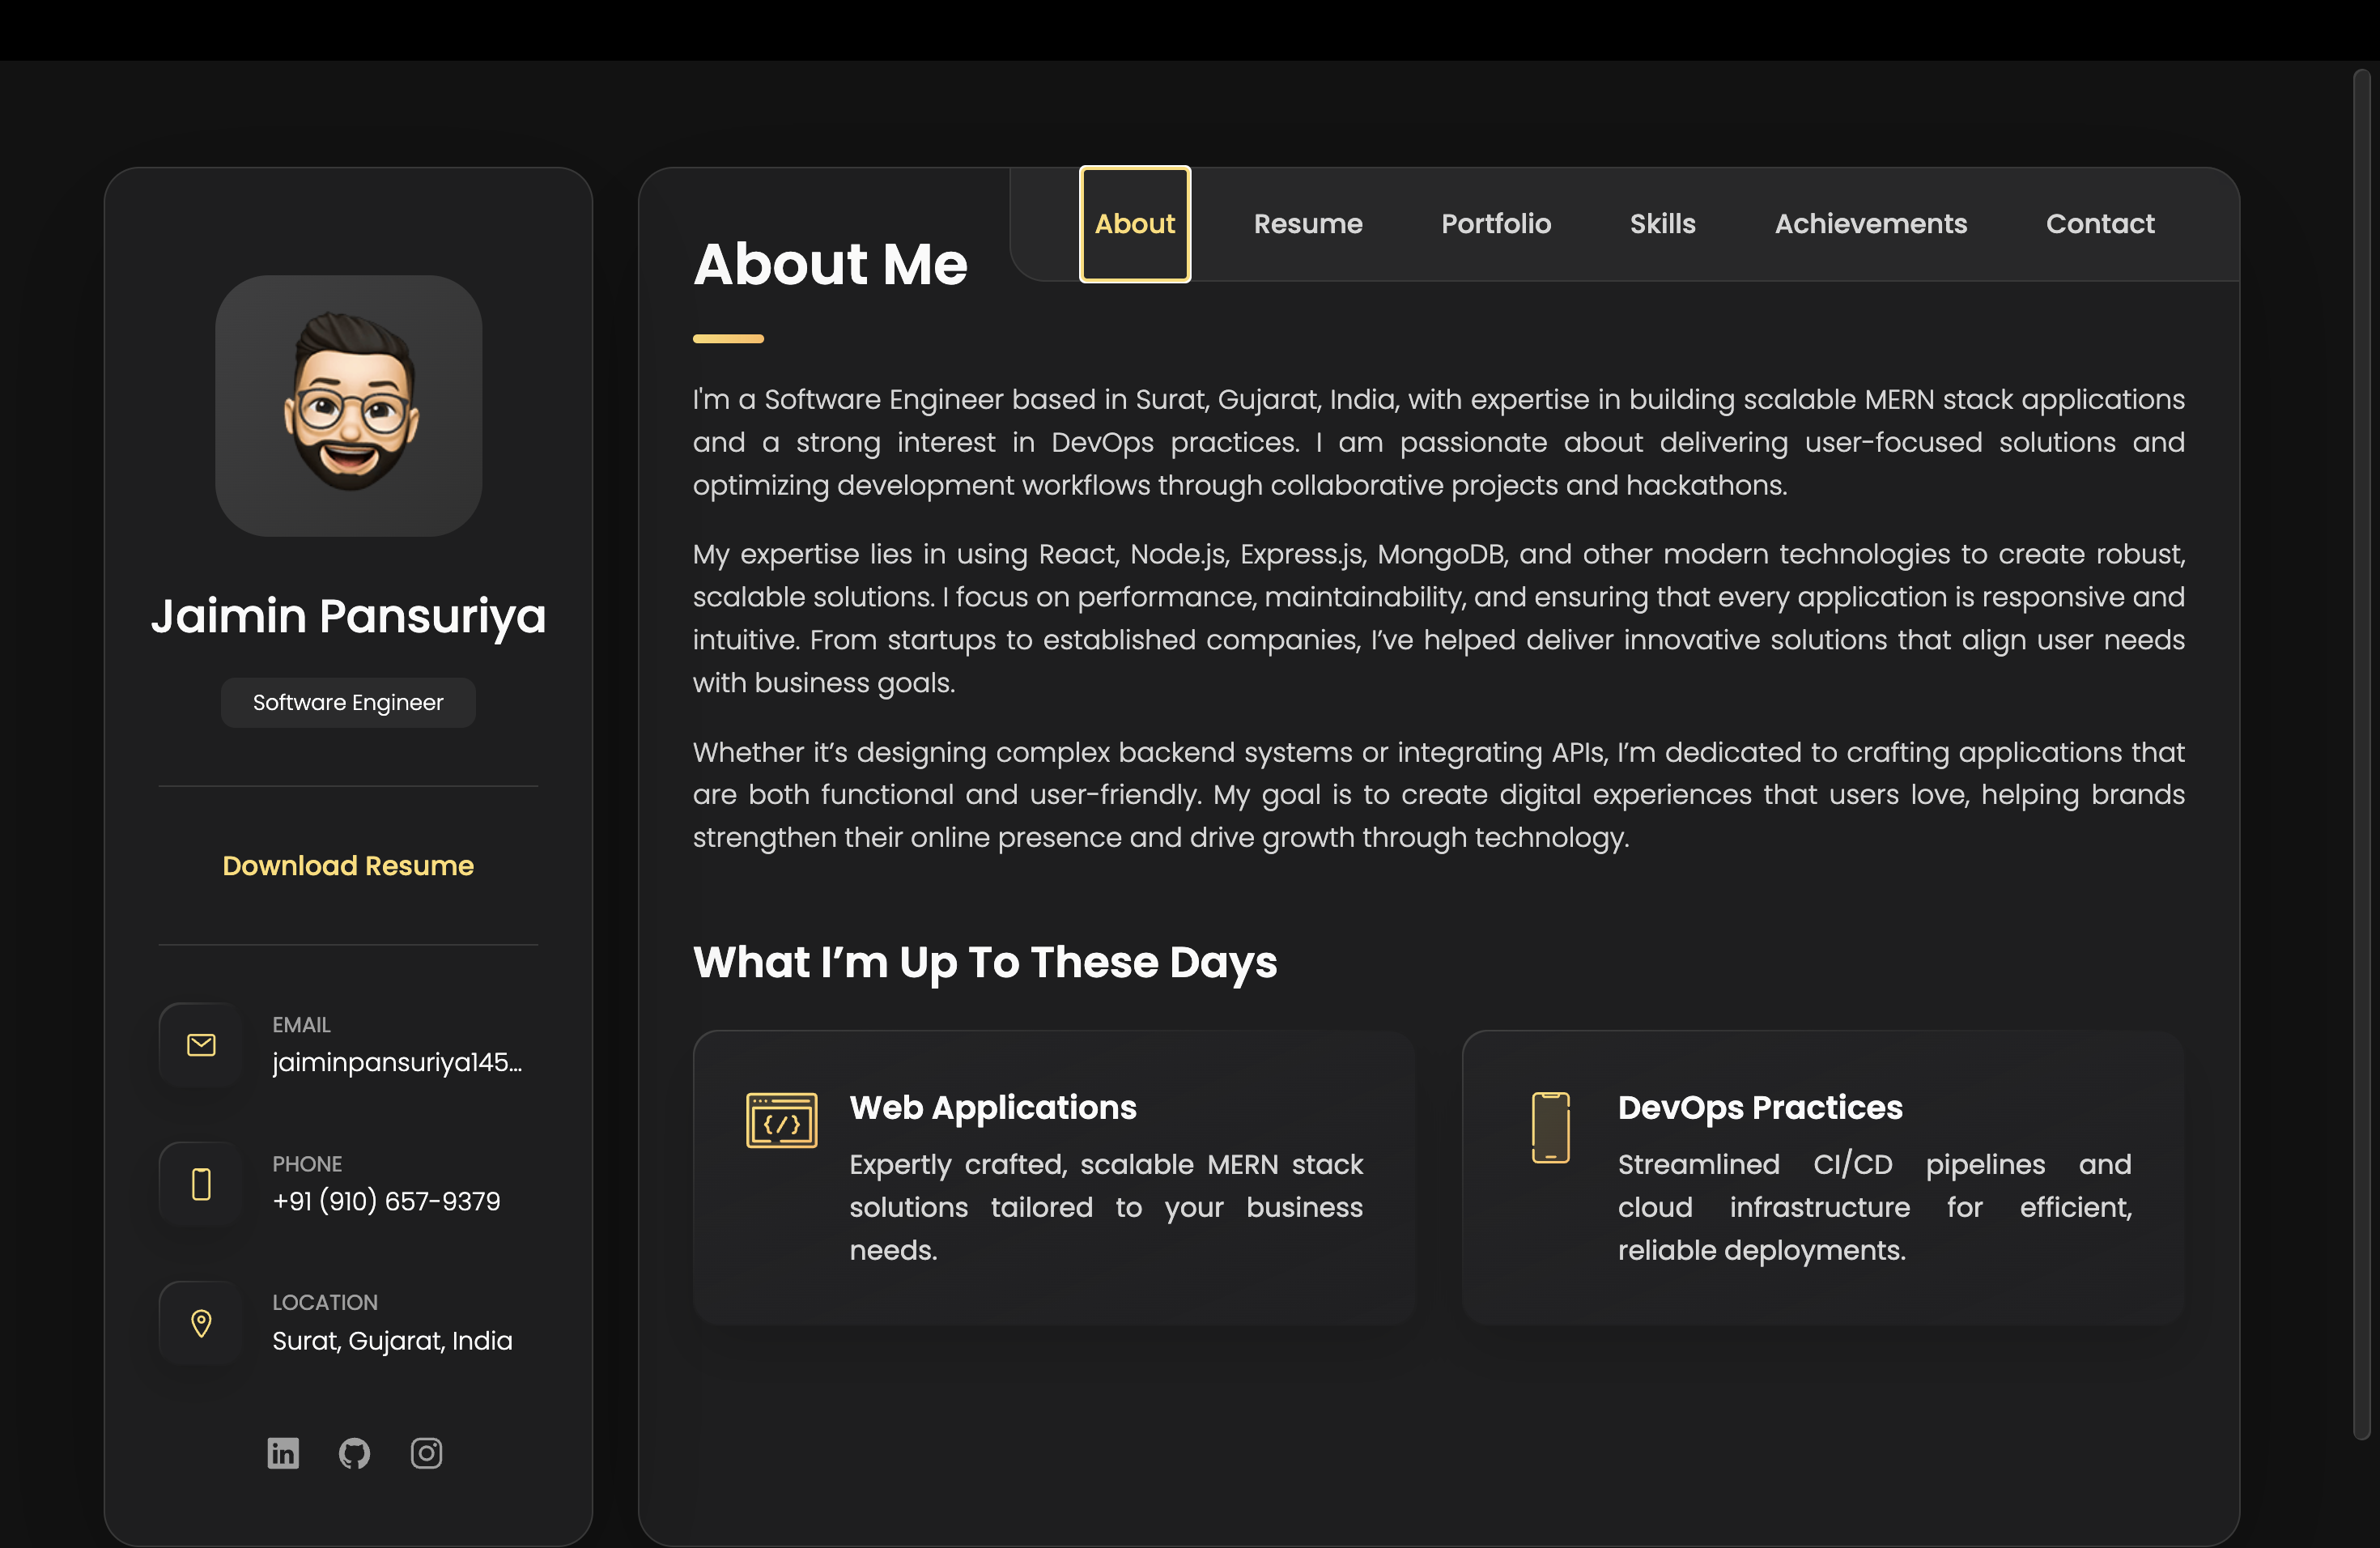 Jaimin Pansuriya
Software Engineer
Download Resume
EMAIL
jaiminpansuriya145...
PHONE
+91 (910) 657-9379
LOCATION
Surat, Gujarat, India
About
Resume
Portfolio
Skills
Achievements
Contact
About Me
I'm a Software Engineer based in Surat, Gujarat, India, with expertise in building scalable MERN stack applications
and a strong interest in DevOps practices. I am passionate about delivering user-focused solutions and
optimizing development workflows through collaborative projects and hackathons.
My expertise lies in using React, Node.js, Express.js, MongoDB, and other modern technologies to create robust,
scalable solutions. I focus on performance, maintainability, and ensuring that every application is responsive and
intuitive. From startups to established companies, I’ve helped deliver innovative solutions that align user needs
with business goals.
Whether it’s designing complex backend systems or integrating APIs, I’m dedicated to crafting applications that
are both functional and user-friendly. My goal is to create digital experiences that users love, helping brands
strengthen their online presence and drive growth through technology.
What I’m Up To These Days
Web Applications
Expertly crafted, scalable MERN stack
solutions tailored to your business
needs.
DevOps Practices
Streamlined CI/CD pipelines and
cloud infrastructure for efficient,
reliable deployments.